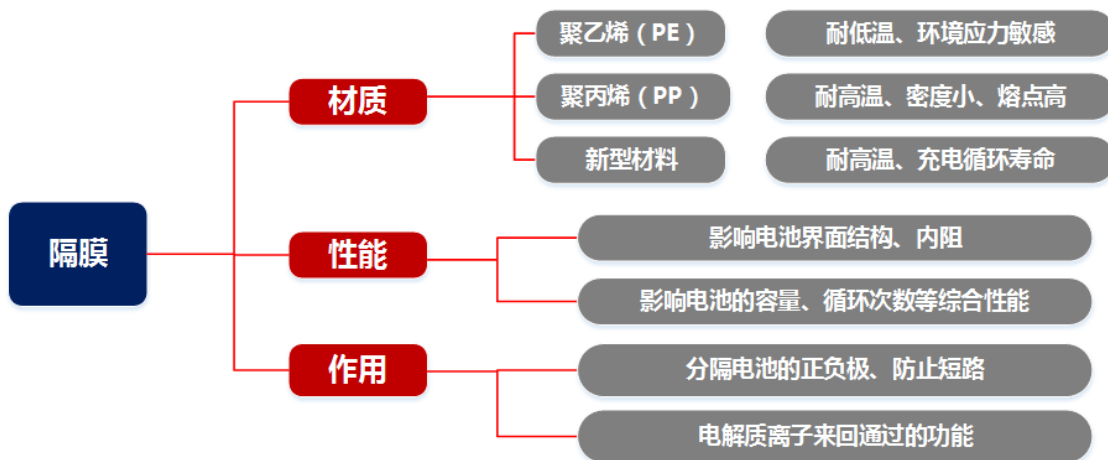 聚乙烯（PE）
耐低温、环境应力敏感
材质
聚丙烯（PP）
耐高温、密度小、熔点高
新型材料
耐高温、充电循环寿命
隔膜
性能
影响电池界面结构、内阻
影响电池的容量、循环次数等综合性能
作用
分隔电池的正负极、防止短路
电解质离子来回通过的功能